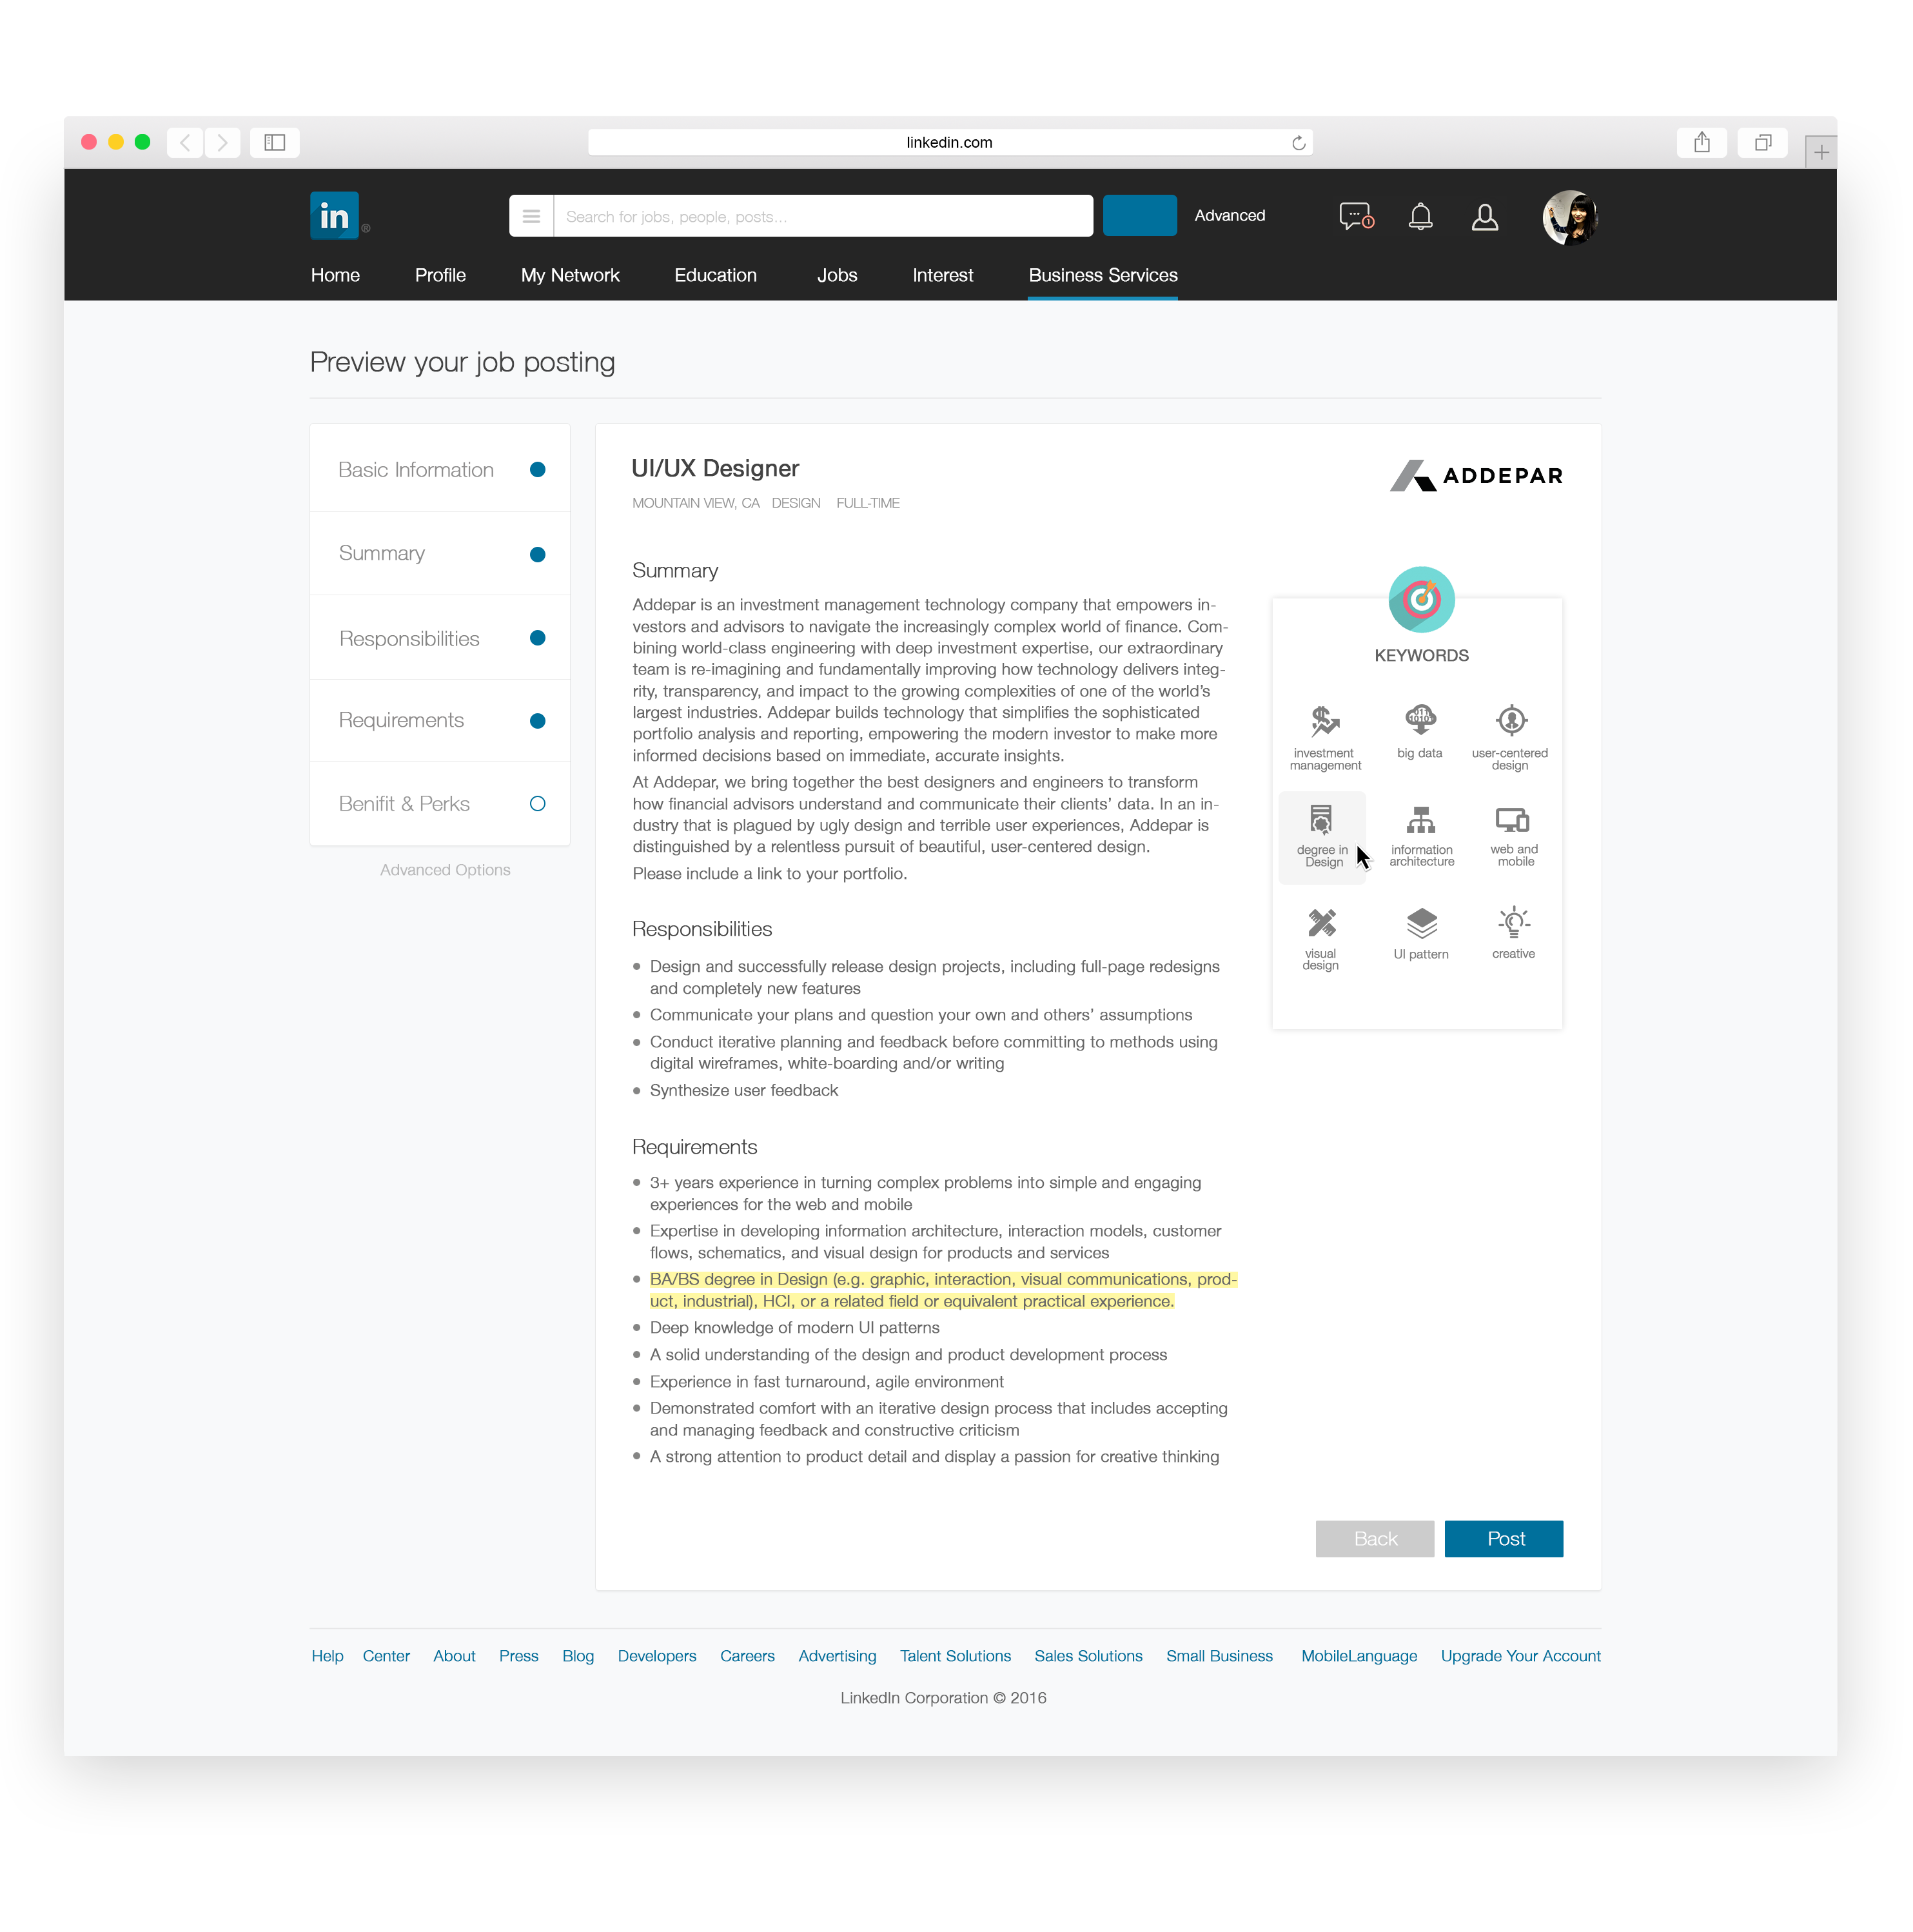 linkedin.com
in ®
Search for jobs, people, posts...
Advanced
1
Home Profile My Network Education Jobs Interest Business Services
Preview your job posting
Basic Information
Summary
Responsibilities
Requirements
Benifit & Perks
Advanced Options
UI/UX Designer
MOUNTAIN VIEW, CA DESIGN FULL-TIME
ADDEPAR
Summary
Addepar is an investment management technology company that empowers in-
vestors and advisors to navigate the increasingly complex world of finance. Com-
bining world-class engineering with deep investment expertise, our extraordinary
team is re-imagining and fundamentally improving how technology delivers integ-
rity, transparency, and impact to the growing complexities of one of the world's
largest industries. Addepar builds technology that simplifies the sophisticated
portfolio analysis and reporting, empowering the modern investor to make more
informed decisions based on immediate, accurate insights.
At Addepar, we bring together the best designers and engineers to transform
how financial advisors understand and communicate their clients' data. In an in-
dustry that is plagued by ugly design and terrible user experiences, Addepar is
distinguished by a relentless pursuit of beautiful, user-centered design.
Please include a link to your portfolio.
Responsibilities
• Design and successfully release design projects, including full-page redesigns
and completely new features
• Communicate your plans and question your own and others' assumptions
• Conduct iterative planning and feedback before committing to methods using
digital wireframes, white-boarding and/or writing
• Synthesize user feedback
Requirements
• 3+ years experience in turning complex problems into simple and engaging
experiences for the web and mobile
• Expertise in developing information architecture, interaction models, customer
flows, schematics, and visual design for products and services
• BA/BS degree in Design (e.g. graphic, interaction, visual communications, prod-
uct, industrial), HCI, or a related field or equivalent practical experience.
• Deep knowledge of modern UI patterns
• A solid understanding of the design and product development process
• Experience in fast turnaround, agile environment
• Demonstrated comfort with an iterative design process that includes accepting
and managing feedback and constructive criticism
• A strong attention to product detail and display a passion for creative thinking
KEYWORDS
investment
management
big data
user-centered
design
degree in
Design
information
architecture
web and
mobile
visual
design
UI pattern
creative
Back
Post
Help Center About Press Blog Developers Careers Advertising Talent Solutions Sales Solutions Small Business MobileLanguage Upgrade Your Account
LinkedIn Corporation © 2016